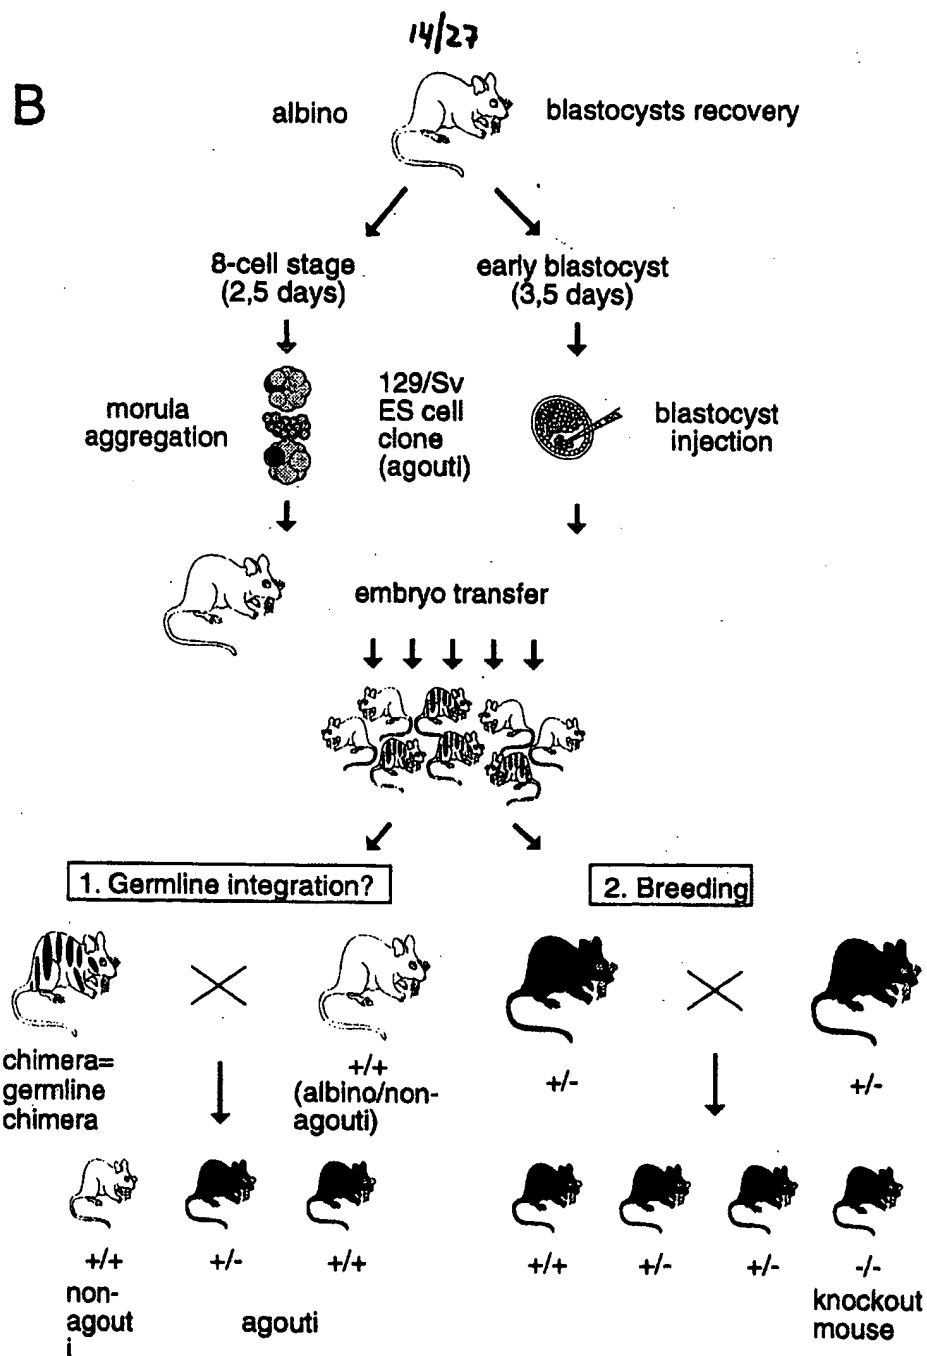 14/27
B
albino
blastocysts recovery
8-cell stage
(2,5 days)
early blastocyst
(3,5 days)
morula
aggregation
129/Sv
ES cell
clone
(agouti)
blastocyst
injection
embryo transfer
1. Germline integration?
2. Breeding
chimera=
germline
chimera
+/+
(albino/non-
agouti)
+/-
+/-
+/+
non-
agout
i
+/-
+/+
agouti
+/+
+/-
+/-
-/-
knockout
mouse